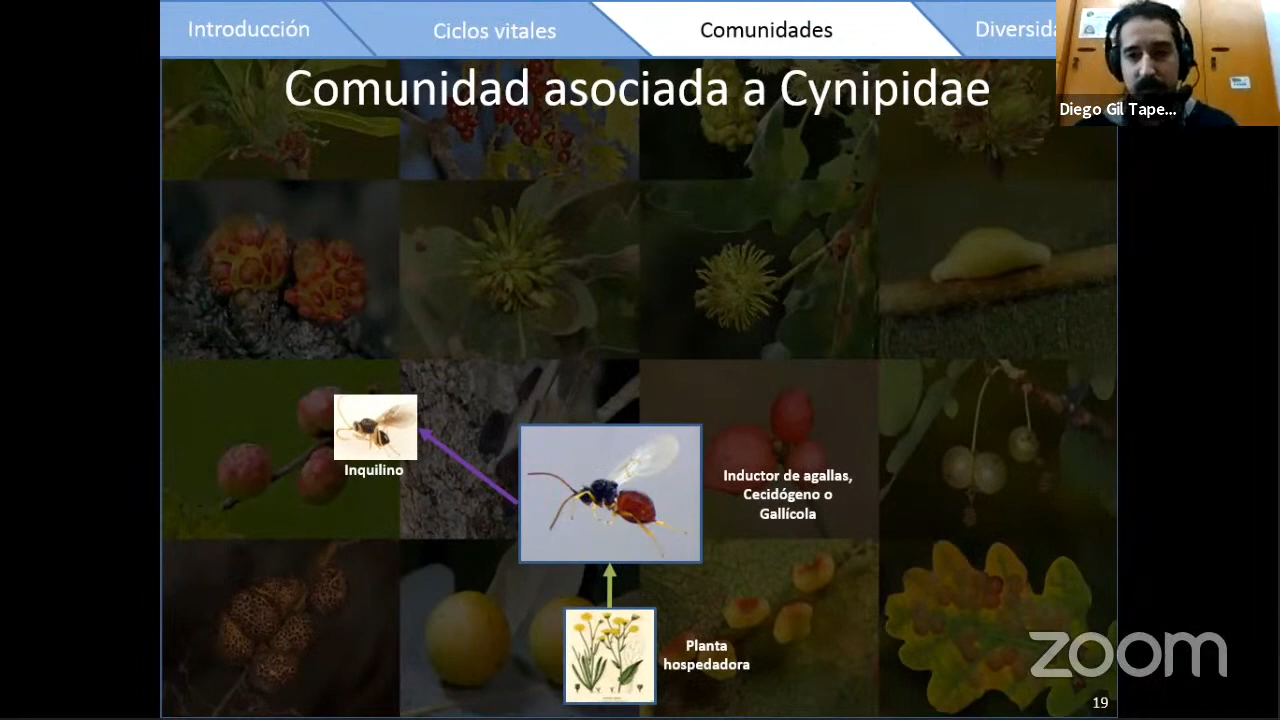 Introducción
Ciclos vitales
Comunidades
Diversida
Comunidad asociada a Cynipidae
Diego Gil Tape...
Inquilino
Inductor de agallas,
Cecidógeno o
Gallícola
Planta
hospedadora
zoom
19